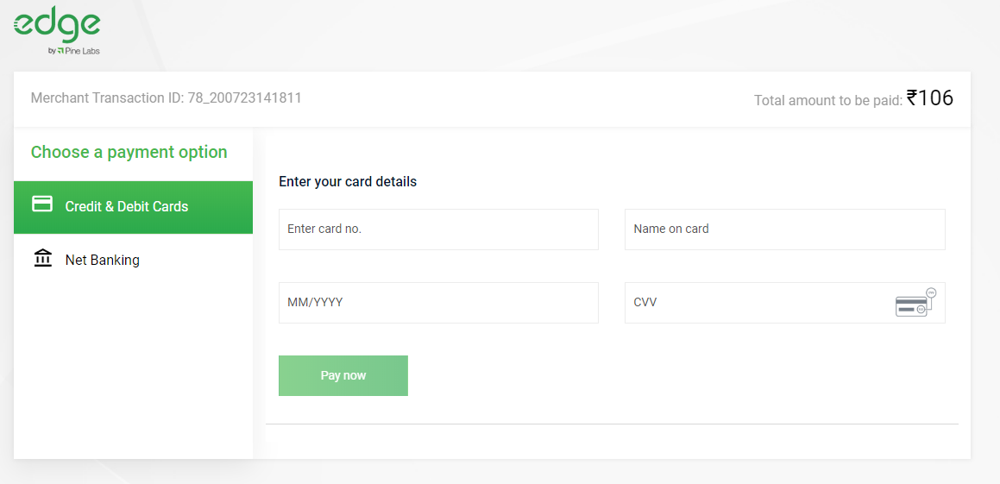 edge
by Pine Labs
Merchant Transaction ID: 78_200723141811
Total amount to be paid: ₹106
Choose a payment option
Credit & Debit Cards
Net Banking
Enter your card details
Enter card no.
Name on card
MM/YYYY
CVV
Pay now